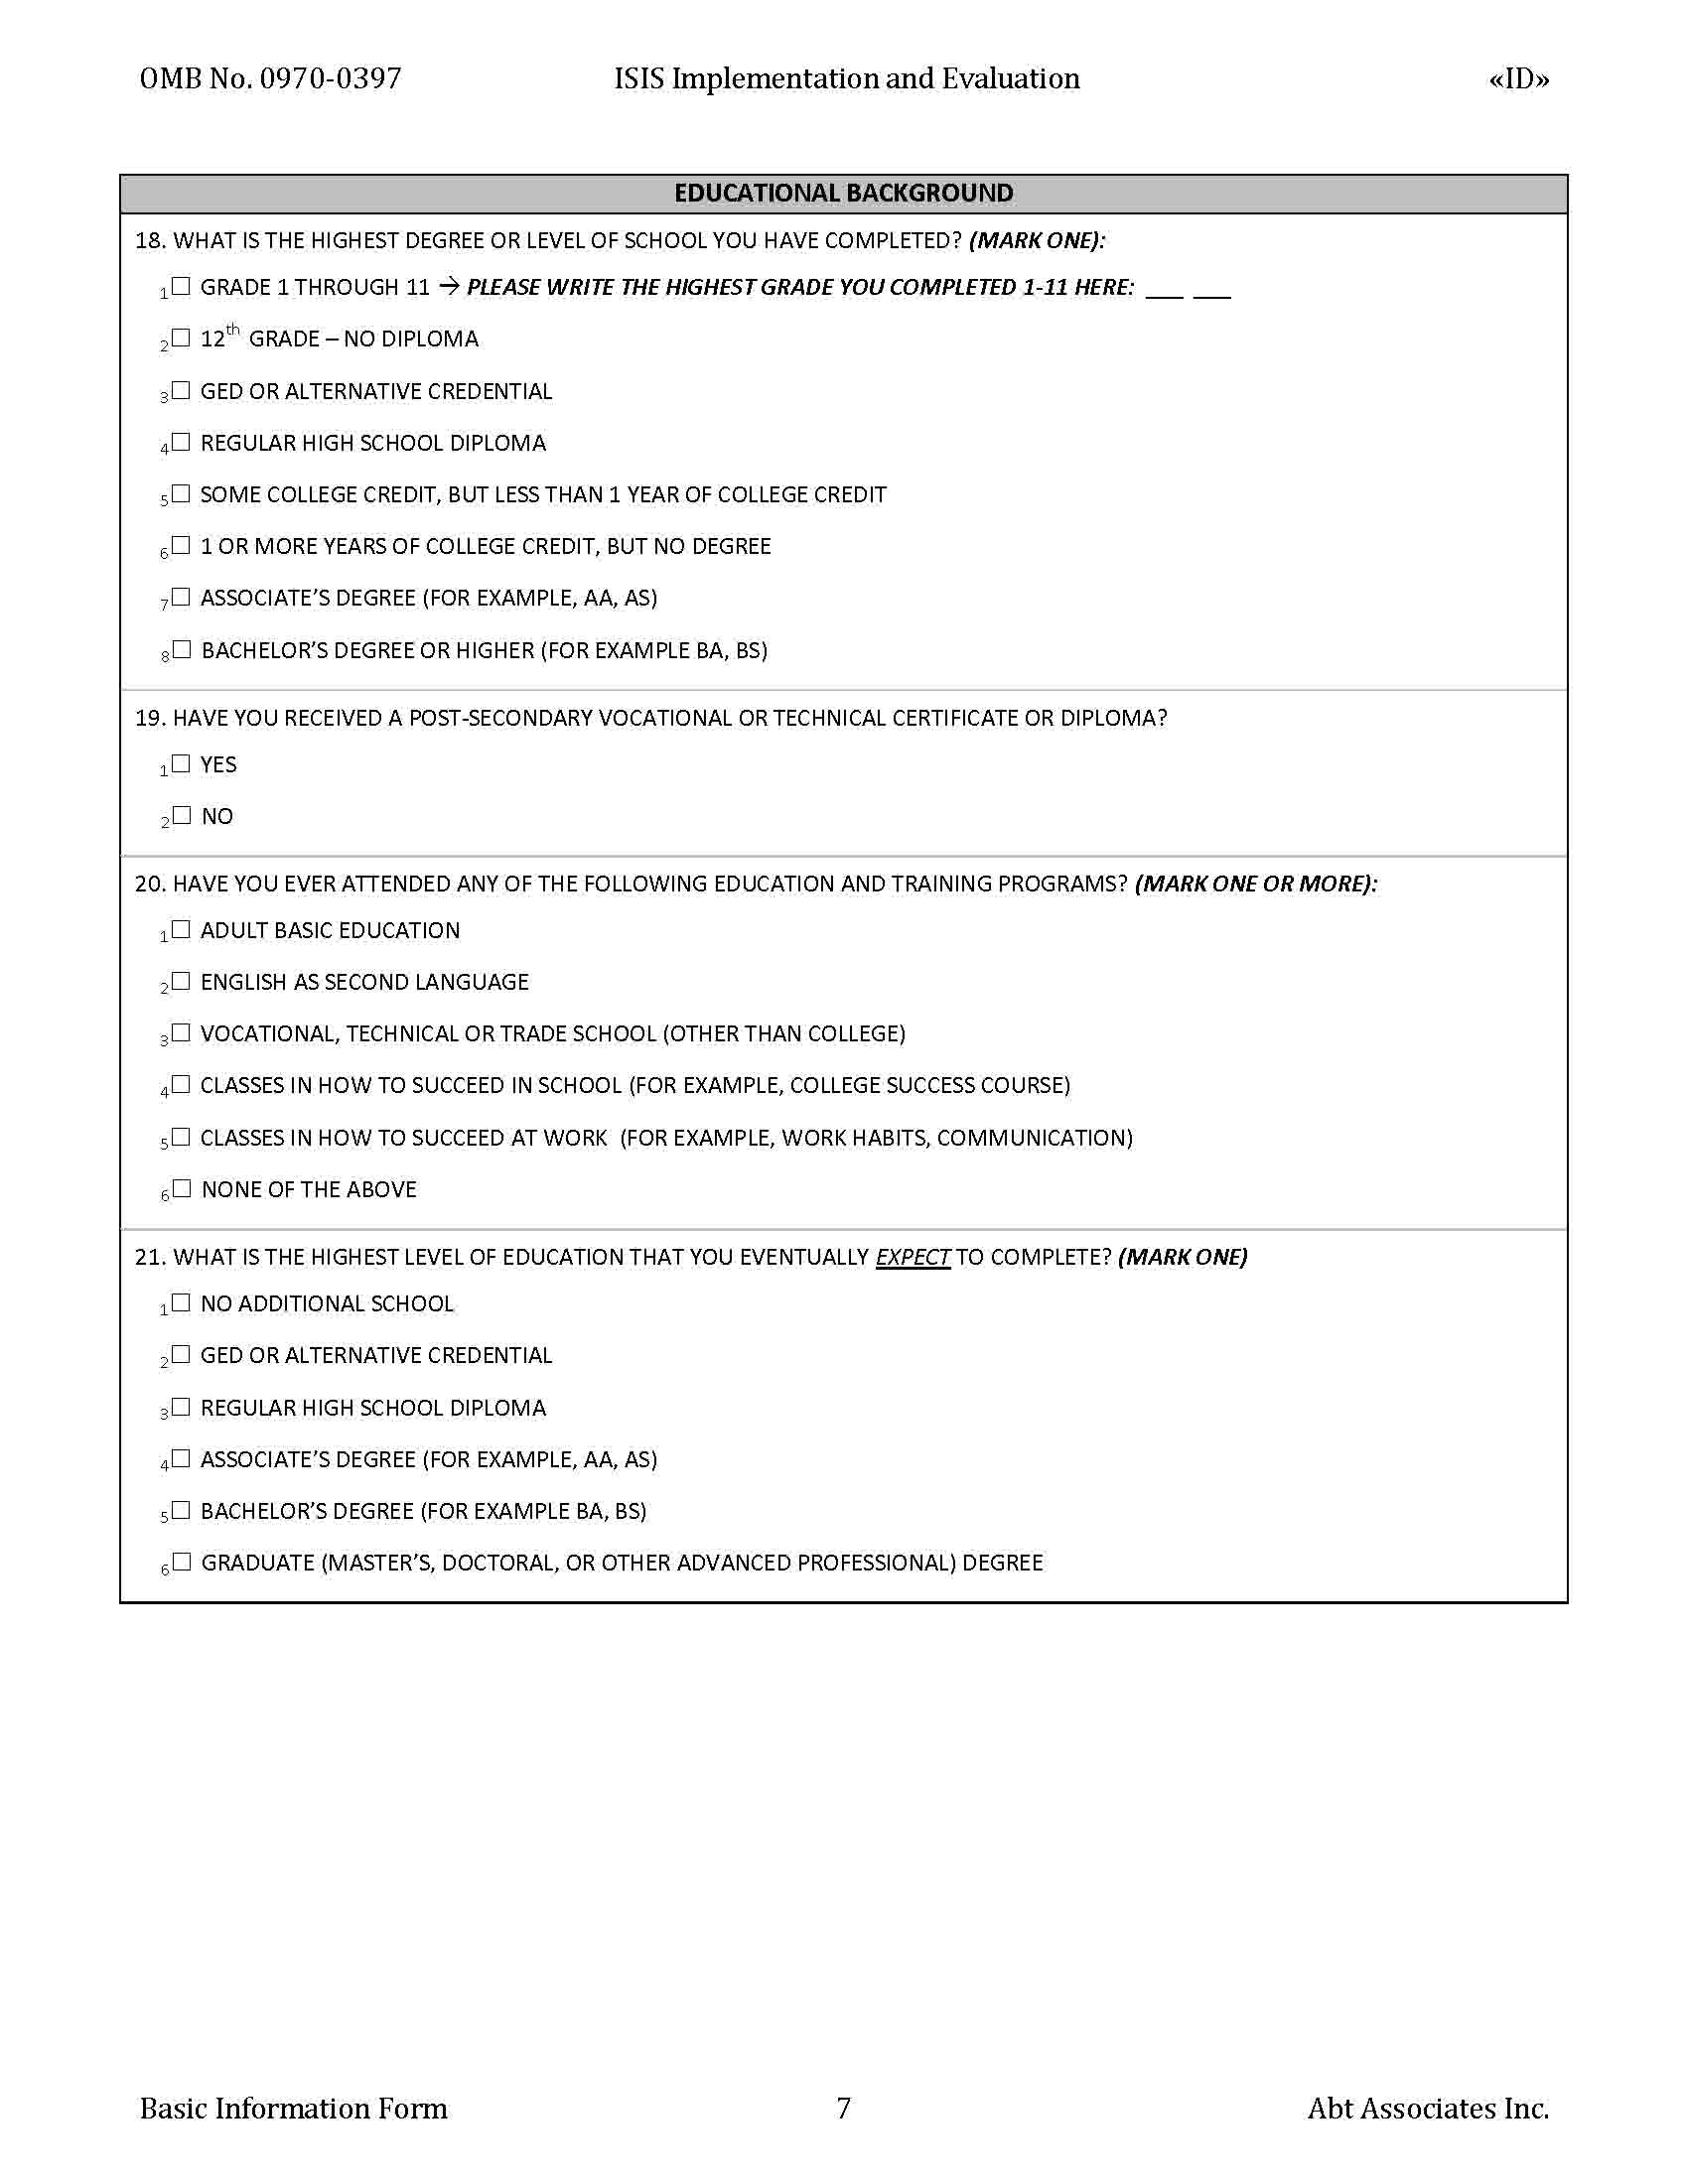 OMB No. 0970-0397 ISIS Implementation and Evaluation «ID»
EDUCATIONAL BACKGROUND
18. WHAT IS THE HIGHEST DEGREE OR LEVEL OF SCHOOL YOU HAVE COMPLETED? (MARK ONE):
1☐ GRADE 1 THROUGH 11 → PLEASE WRITE THE HIGHEST GRADE YOU COMPLETED 1-11 HERE: ___ ___
2☐ 12th GRADE – NO DIPLOMA
3☐ GED OR ALTERNATIVE CREDENTIAL
4☐ REGULAR HIGH SCHOOL DIPLOMA
5☐ SOME COLLEGE CREDIT, BUT LESS THAN 1 YEAR OF COLLEGE CREDIT
6☐ 1 OR MORE YEARS OF COLLEGE CREDIT, BUT NO DEGREE
7☐ ASSOCIATE’S DEGREE (FOR EXAMPLE, AA, AS)
8☐ BACHELOR’S DEGREE OR HIGHER (FOR EXAMPLE BA, BS)
19. HAVE YOU RECEIVED A POST-SECONDARY VOCATIONAL OR TECHNICAL CERTIFICATE OR DIPLOMA?
1☐ YES
2☐ NO
20. HAVE YOU EVER ATTENDED ANY OF THE FOLLOWING EDUCATION AND TRAINING PROGRAMS? (MARK ONE OR MORE):
1☐ ADULT BASIC EDUCATION
2☐ ENGLISH AS SECOND LANGUAGE
3☐ VOCATIONAL, TECHNICAL OR TRADE SCHOOL (OTHER THAN COLLEGE)
4☐ CLASSES IN HOW TO SUCCEED IN SCHOOL (FOR EXAMPLE, COLLEGE SUCCESS COURSE)
5☐ CLASSES IN HOW TO SUCCEED AT WORK (FOR EXAMPLE, WORK HABITS, COMMUNICATION)
6☐ NONE OF THE ABOVE
21. WHAT IS THE HIGHEST LEVEL OF EDUCATION THAT YOU EVENTUALLY EXPECT TO COMPLETE? (MARK ONE)
1☐ NO ADDITIONAL SCHOOL
2☐ GED OR ALTERNATIVE CREDENTIAL
3☐ REGULAR HIGH SCHOOL DIPLOMA
4☐ ASSOCIATE’S DEGREE (FOR EXAMPLE, AA, AS)
5☐ BACHELOR’S DEGREE (FOR EXAMPLE BA, BS)
6☐ GRADUATE (MASTER’S, DOCTORAL, OR OTHER ADVANCED PROFESSIONAL) DEGREE
Basic Information Form 7 Abt Associates Inc.